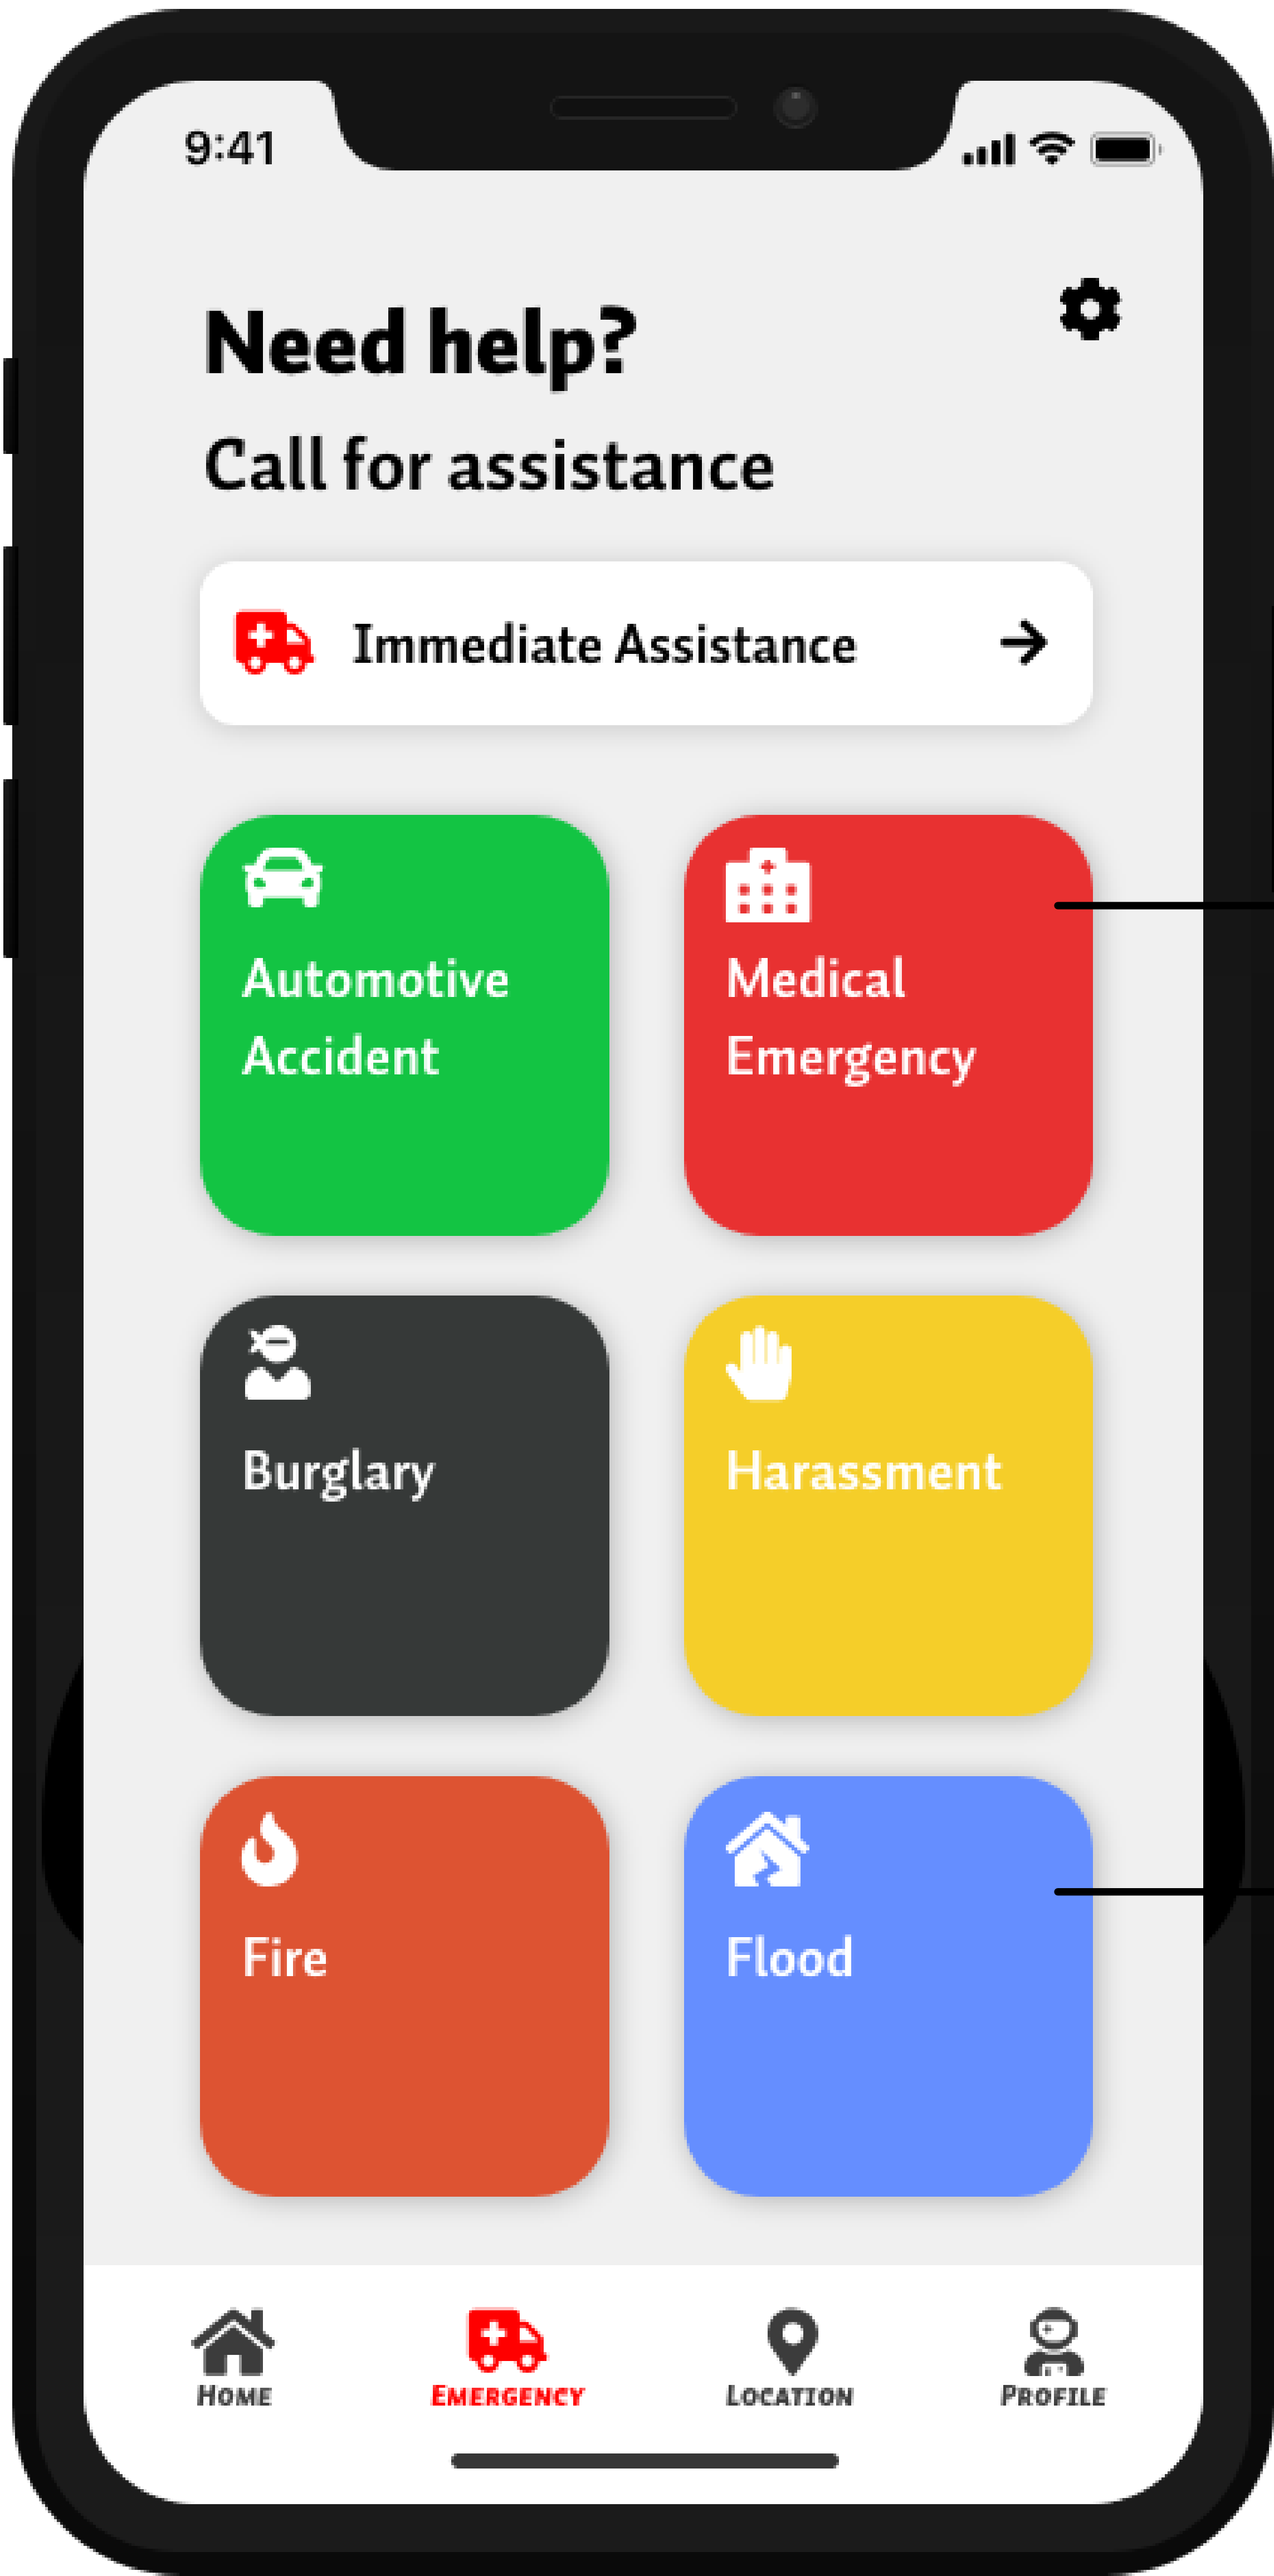 9:41
Need help?
Call for assistance
Immediate Assistance
Automotive
Accident
Medical
Emergency
Burglary
Harassment
Fire
Flood
HOME
EMERGENCY
LOCATION
PROFILE